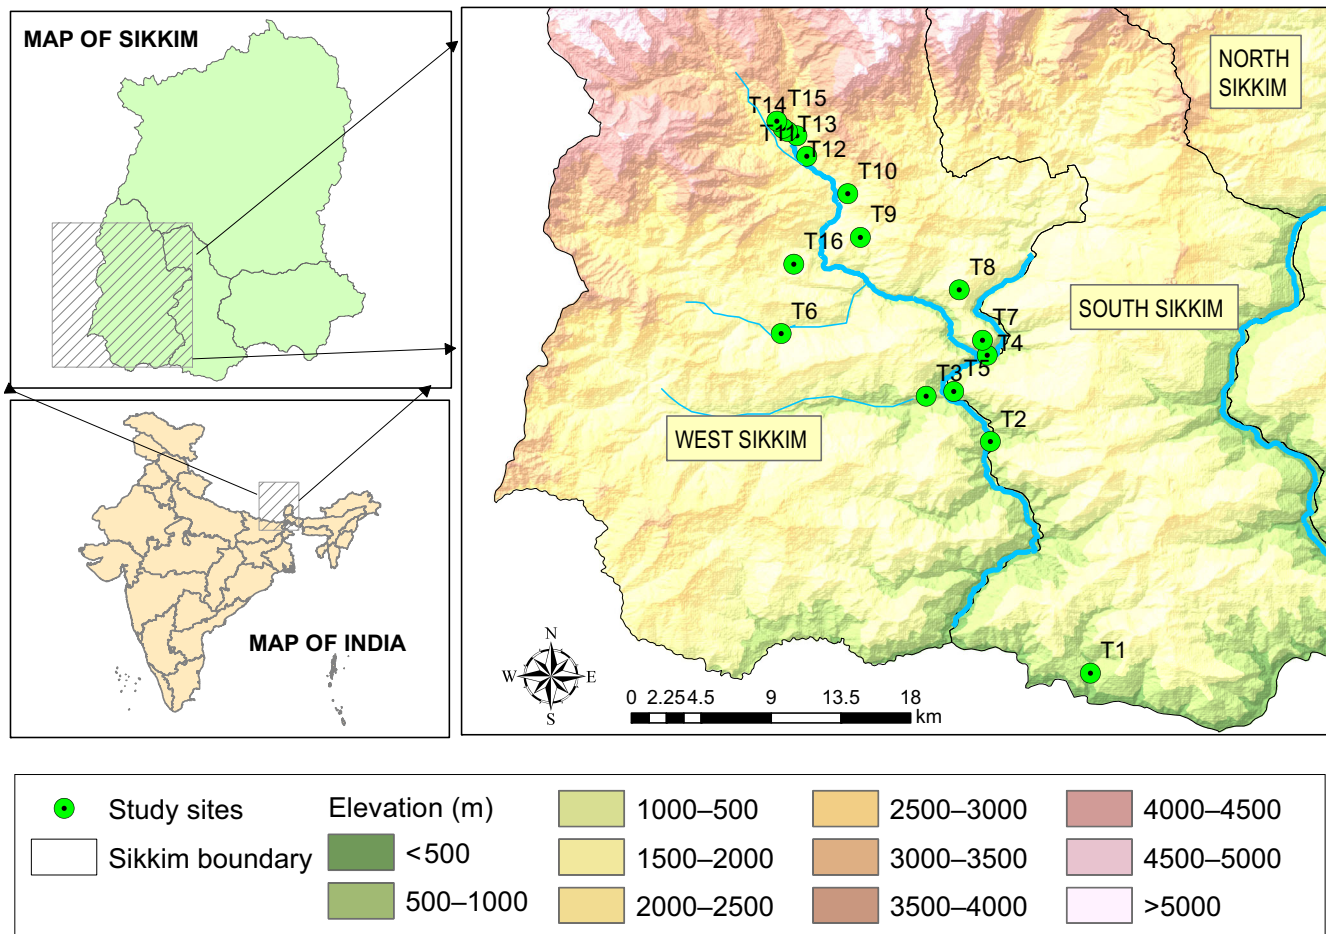 MAP OF SIKKIM
MAP OF INDIA
NORTH
SIKKIM
SOUTH SIKKIM
WEST SIKKIM
T15
T14
T13
T11
T12
T10
T9
T16
T8
T6
T7
T4
T5
T3
T2
T1
N
W E
S
0 2.25 4.5 9 13.5 18
km
Study sites
Sikkim boundary
Elevation (m)
<500
500–1000
1000–500
1500–2000
2000–2500
2500–3000
3000–3500
3500–4000
4000–4500
4500–5000
>5000